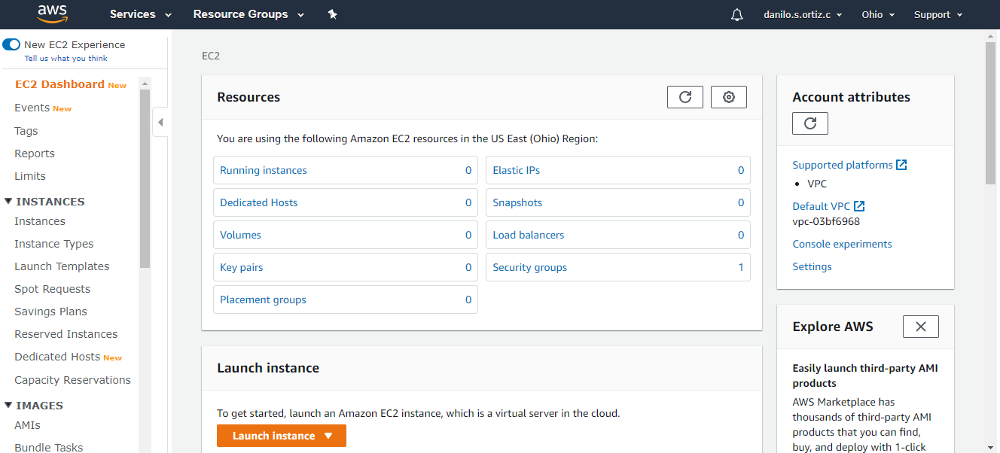 aws
Services
Resource Groups
danilo.s.ortiz.c
Ohio
Support
New EC2 Experience
Tell us what you think
EC2 Dashboard New
Events New
Tags
Reports
Limits
INSTANCES
Instances
Instance Types
Launch Templates
Spot Requests
Savings Plans
Reserved Instances
Dedicated Hosts New
Capacity Reservations
IMAGES
AMIs
Bundle Tasks
EC2
Resources
You are using the following Amazon EC2 resources in the US East (Ohio) Region:
Running instances 0
Elastic IPs 0
Dedicated Hosts 0
Snapshots 0
Volumes 0
Load balancers 0
Key pairs 0
Security groups 1
Placement groups 0
Launch instance
To get started, launch an Amazon EC2 instance, which is a virtual server in the cloud.
Launch instance
Account attributes
Supported platforms
• VPC
Default VPC
vpc-03bf6968
Console experiments
Settings
Explore AWS
Easily launch third-party AMI
products
AWS Marketplace has
thousands of third-party AMI
products that you can find,
buy, and deploy with 1-click